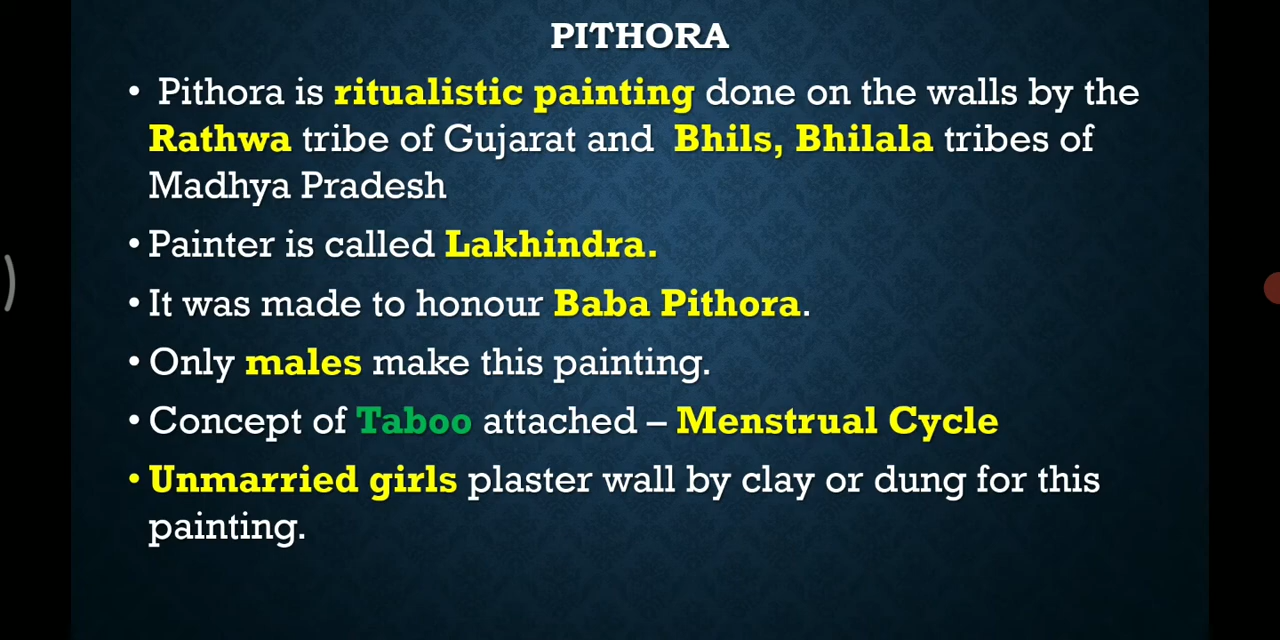 PITHORA
• Pithora is ritualistic painting done on the walls by the
Rathwa tribe of Gujarat and Bhils, Bhilala tribes of
Madhya Pradesh
• Painter is called Lakhindra.
• It was made to honour Baba Pithora.
• Only males make this painting.
• Concept of Taboo attached – Menstrual Cycle
• Unmarried girls plaster wall by clay or dung for this
painting.